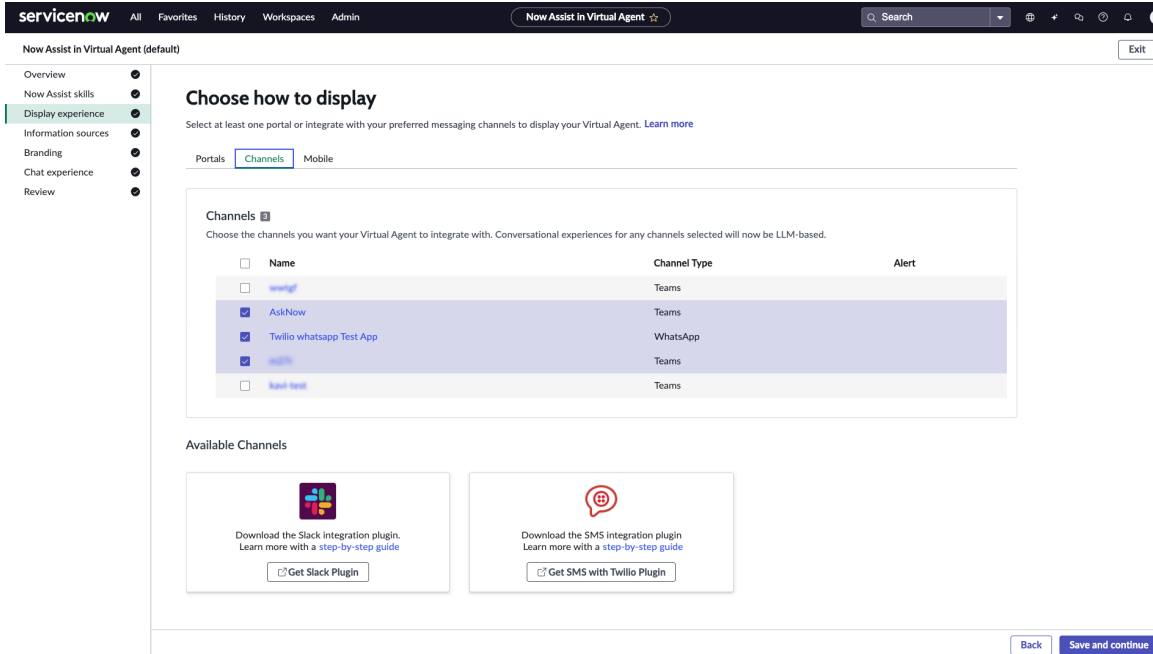 servicenow All Favorites History Workspaces Admin Now Assist in Virtual Agent Search
Now Assist in Virtual Agent (default) Exit
Overview
Now Assist skills
Display experience
Information sources
Branding
Chat experience
Review
Choose how to display
Select at least one portal or integrate with your preferred messaging channels to display your Virtual Agent. Learn more
Portals Channels Mobile
Channels 3
Choose the channels you want your Virtual Agent to integrate with. Conversational experiences for any channels selected will now be LLM-based.
Name Channel Type Alert
Teams
AskNow Teams
Twilio whatsapp Test App WhatsApp
Teams
kavi-test Teams
Available Channels
Download the Slack integration plugin.
Learn more with a step-by-step guide
Get Slack Plugin
Download the SMS integration plugin
Learn more with a step-by-step guide
Get SMS with Twilio Plugin
Back Save and continue